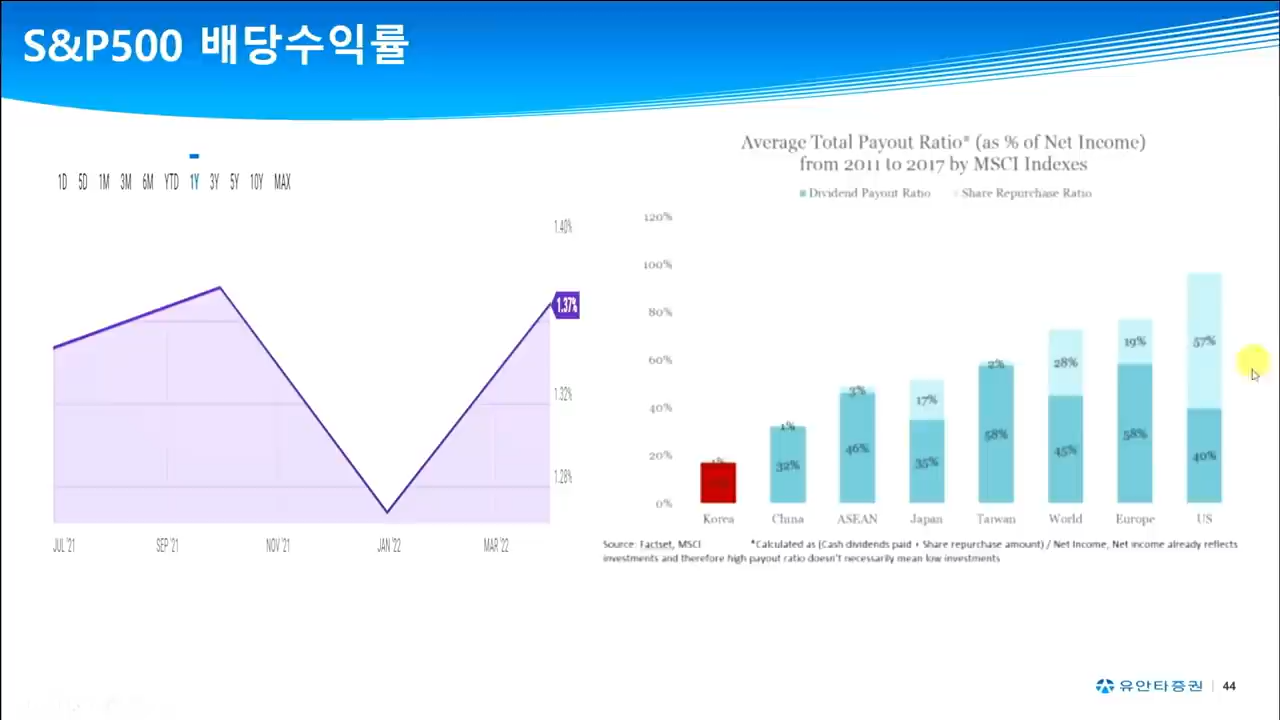 S&P500 배당수익률
1D 5D 1M 3M 6M YTD 1Y 3Y 5Y 10Y MAX
1.40%
1.37%
1.32%
1.28%
JUL '21 SEP '21 NOV '21 JAN '22 MAR '22
Average Total Payout Ratio* (as % of Net Income)
from 2011 to 2017 by MSCI Indexes
Dividend Payout Ratio Share Repurchase Ratio
120%
100%
80%
60%
40%
20%
0%
1%
32%
3%
46%
17%
35%
2%
58%
28%
45%
19%
58%
57%
40%
Korea China ASEAN Japan Taiwan World Europe US
Source: Factset, MSCI *Calculated as (Cash dividends paid + Share repurchase amount) / Net Income, Net income already reflects
investments and therefore high payout ratio doesn't necessarily mean low investments
유안타증권 | 44